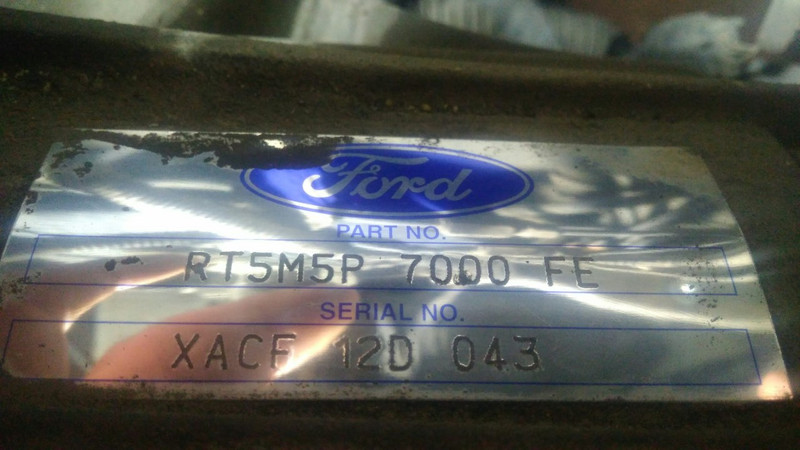 Ford
PART NO.
RT5M5P 7000 FE
SERIAL NO.
XACF 12D 043